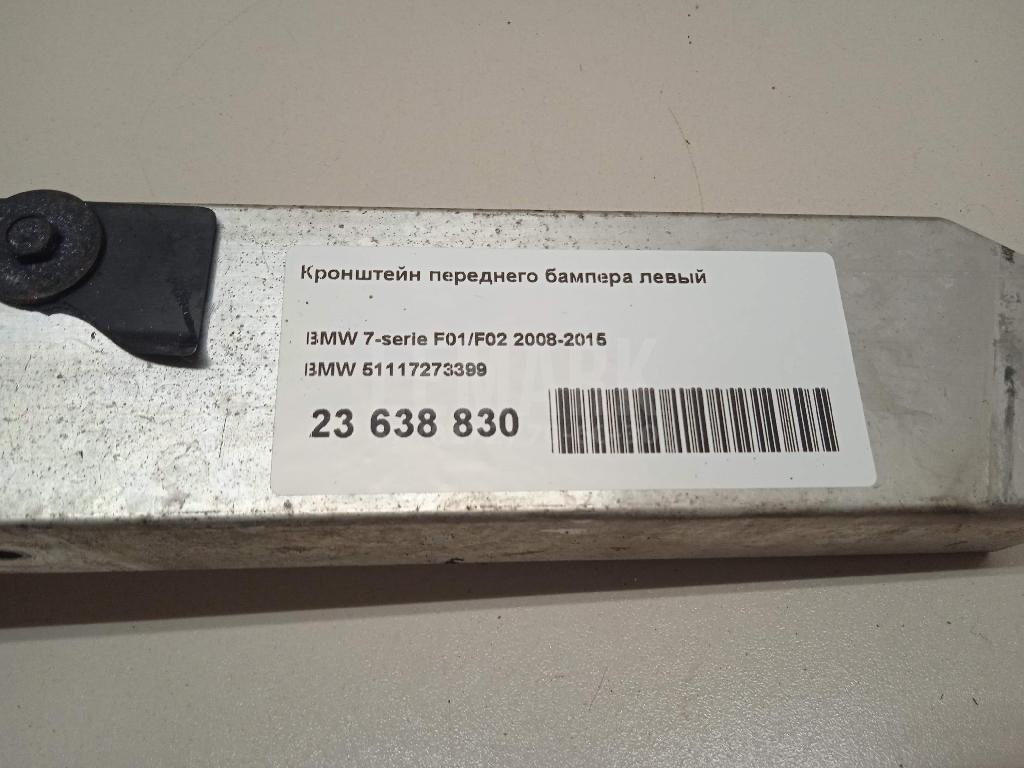 Кронштейн переднего бампера левый
BMW 7-serie F01/F02 2008-2015
BMW 51117273399
23 638 830